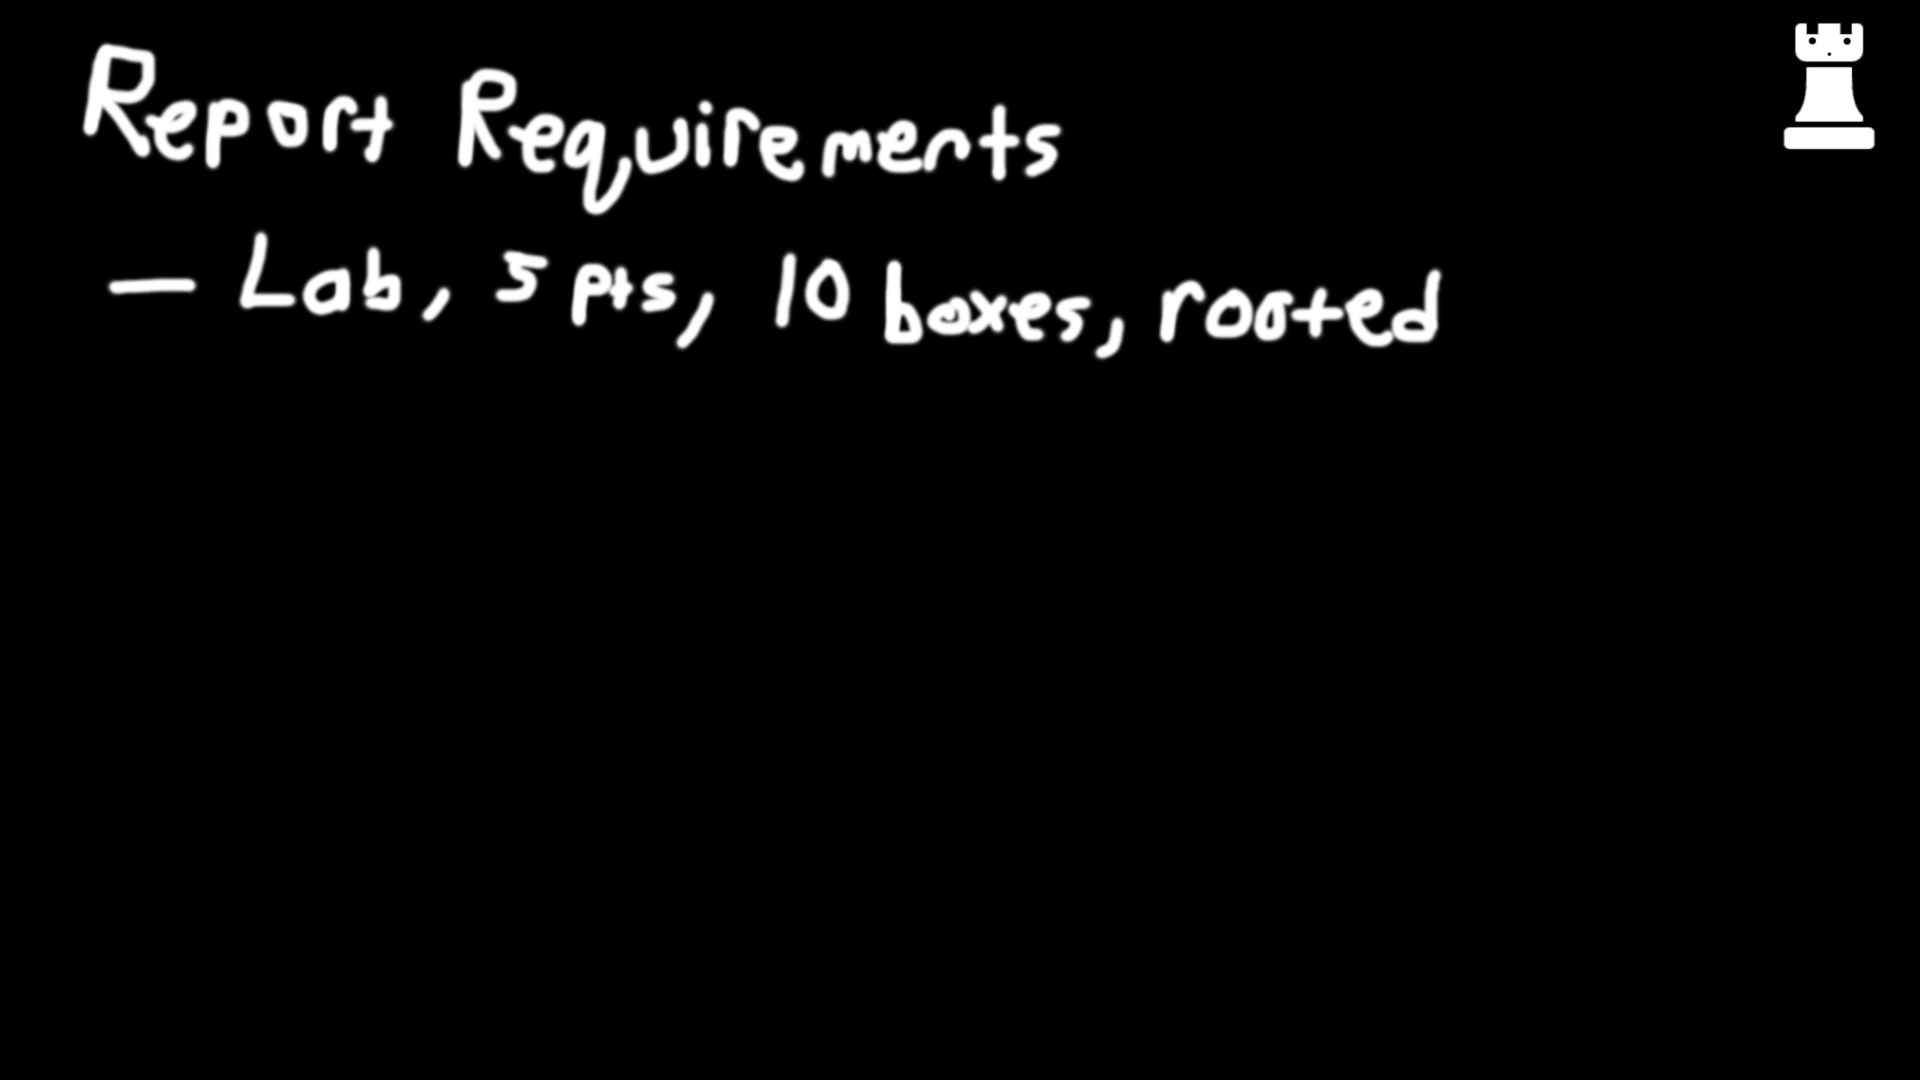 Report Requirements
- Lab, 5 pts, 10 boxes, rooted